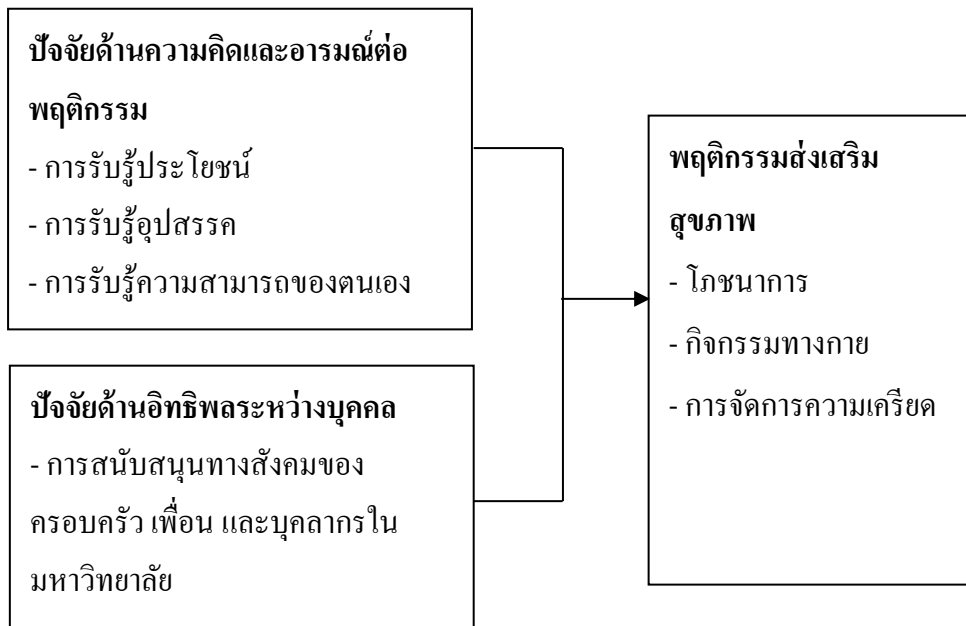 ปัจจัยด้านความคิดและอารมณ์ต่อ
พฤติกรรม
- การรับรู้ประโยชน์
- การรับรู้อุปสรรค
- การรับรู้ความสามารถของตนเอง
ปัจจัยด้านอิทธิพลระหว่างบุคคล
- การสนับสนุนทางสังคมของ
ครอบครัว เพื่อน และบุคลากรใน
มหาวิทยาลัย
พฤติกรรมส่งเสริม
สุขภาพ
- โภชนาการ
- กิจกรรมทางกาย
- การจัดการความเครียด